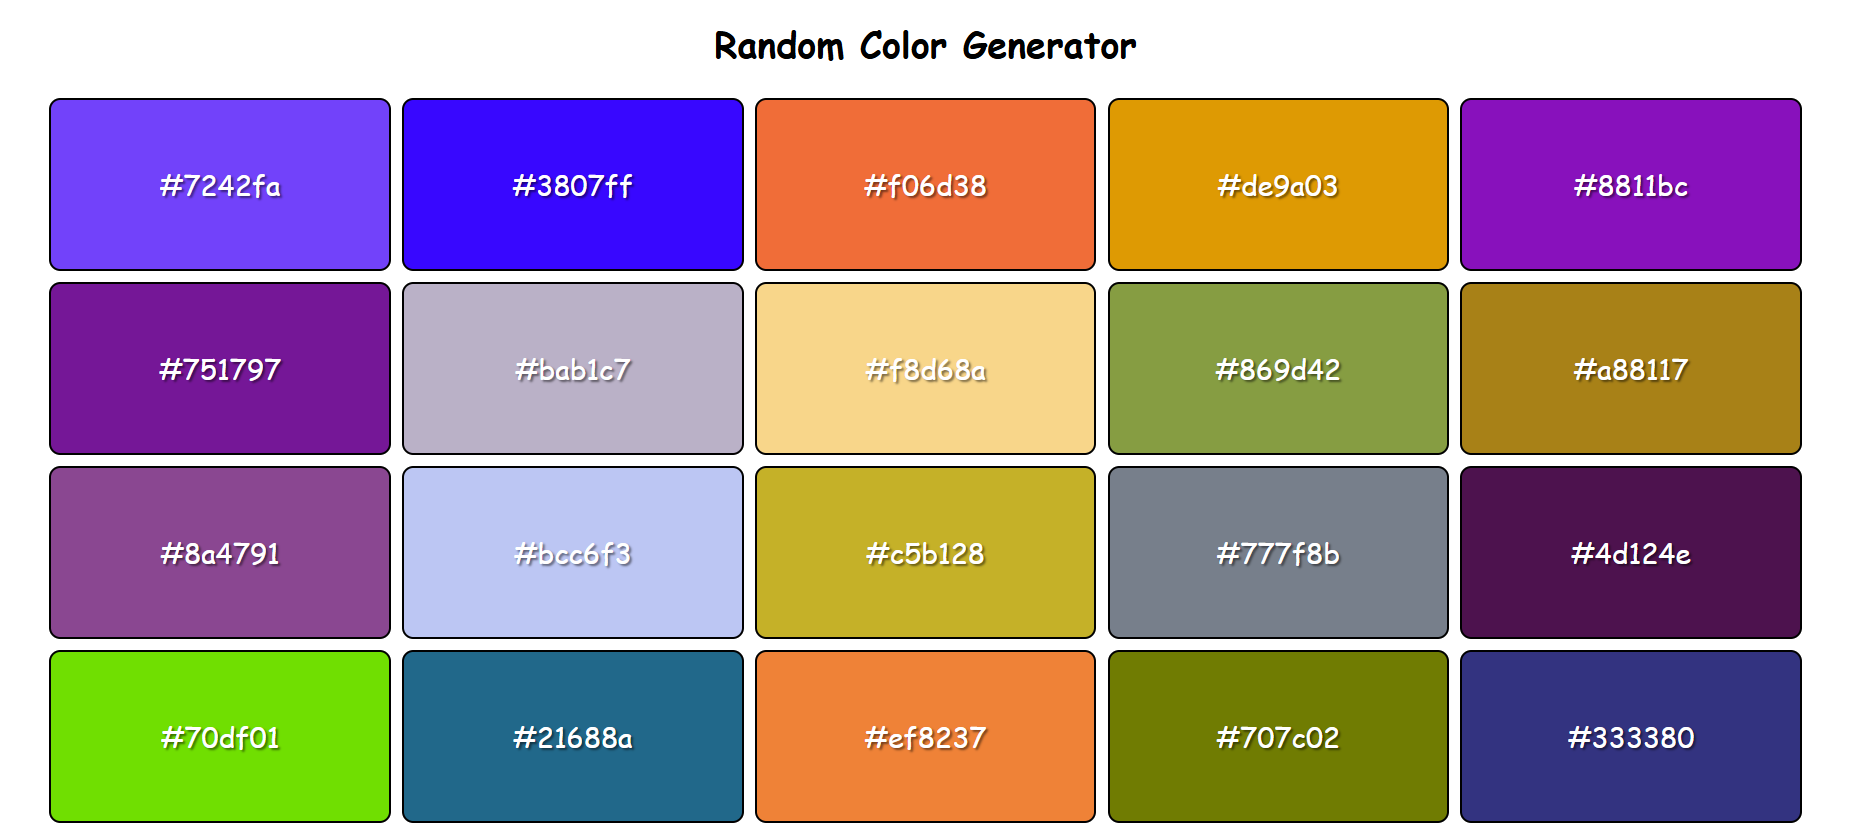 Random Color Generator
#7242fa
#3807ff
#f06d38
#de9a03
#8811bc
#751797
#bab1c7
#f8d68a
#869d42
#a88117
#8a4791
#bcc6f3
#c5b128
#777f8b
#4d124e
#70df01
#21688a
#ef8237
#707c02
#333380